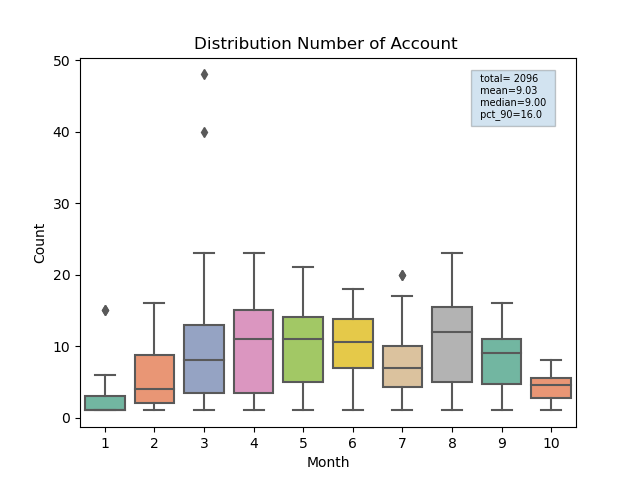 Distribution Number of Account
total= 2096
mean=9.03
median=9.00
pct_90=16.0
50
40
30
20
10
0
Count
1 2 3 4 5 6 7 8 9 10
Month